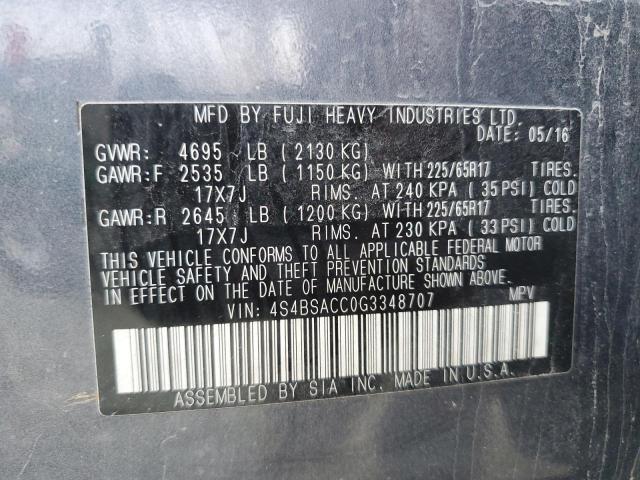 MFD BY FUJI HEAVY INDUSTRIES LTD.
DATE: 05/16
GVWR: 4695 LB ( 2130 KG)
GAWR:F 2535 LB ( 1150 KG) WITH 225/65R17 TIRES.
17X7J RIMS. AT 240 KPA ( 35 PSI) COLD
GAWR:R 2645 LB ( 1200 KG) WITH 225/65R17 TIRES.
17X7J RIMS. AT 230 KPA ( 33 PSI) COLD
THIS VEHICLE CONFORMS TO ALL APPLICABLE FEDERAL MOTOR
VEHICLE SAFETY AND THEFT PREVENTION STANDARDS
IN EFFECT ON THE DATE OF MANUFACTURE SHOWN ABOVE.
VIN: 4S4BSACC0G3348707 MPV
ASSEMBLED BY SIA INC. MADE IN U.S.A.